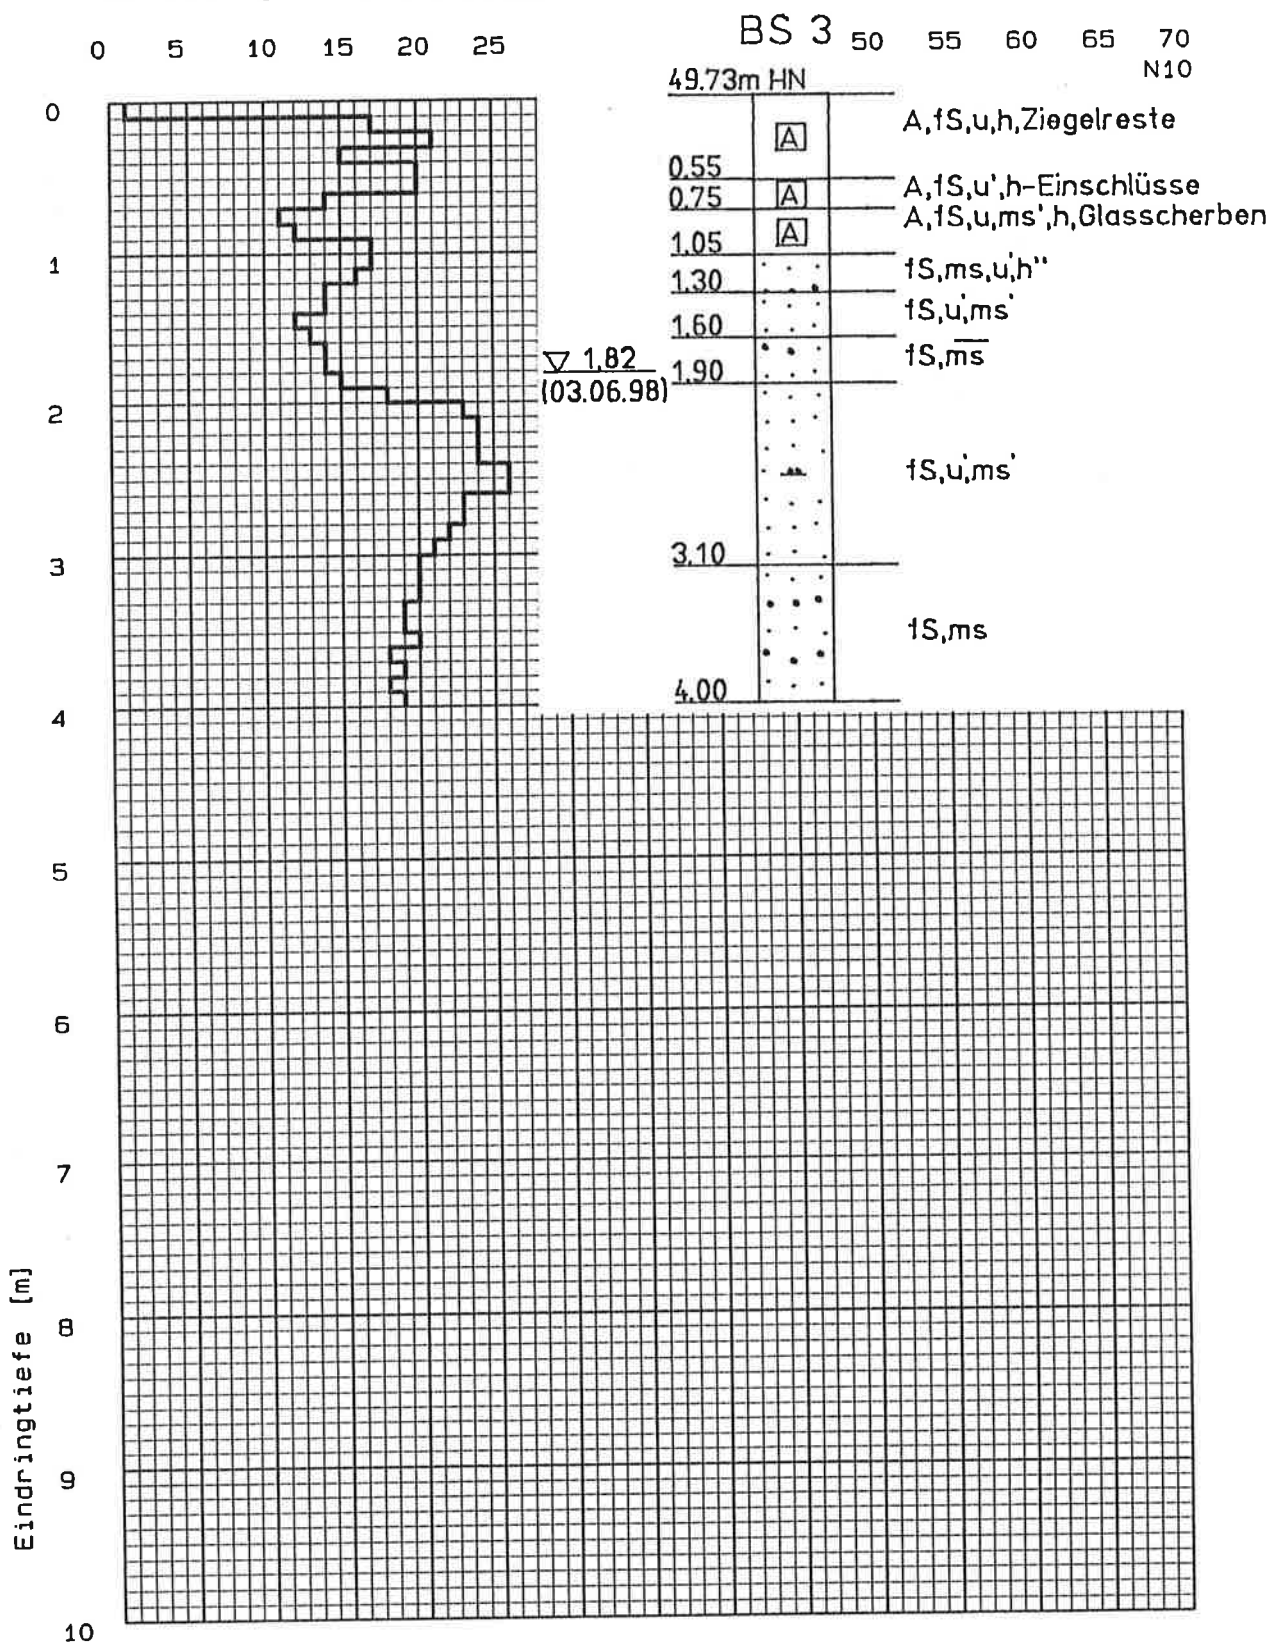 BS 3
0 5 10 15 20 25 50 55 60 65 70
N10
49.73m HN
0
A,fS,u,h,Ziegelreste
A
0.55
A,fS,u',h-Einschlüsse
A
0.75
A,fS,u,ms',h,Glasscherben
A
1.05
1
fS,ms,u',h''
1.30
fS,u',ms'
1.60
fS,m̅s̅
▽ 1.82
(03.06.98)
1.90
2
fS,u',ms'
3.10
3
fS,ms
4.00
4
5
6
7
8
9
10
Eindringtiefe [m]